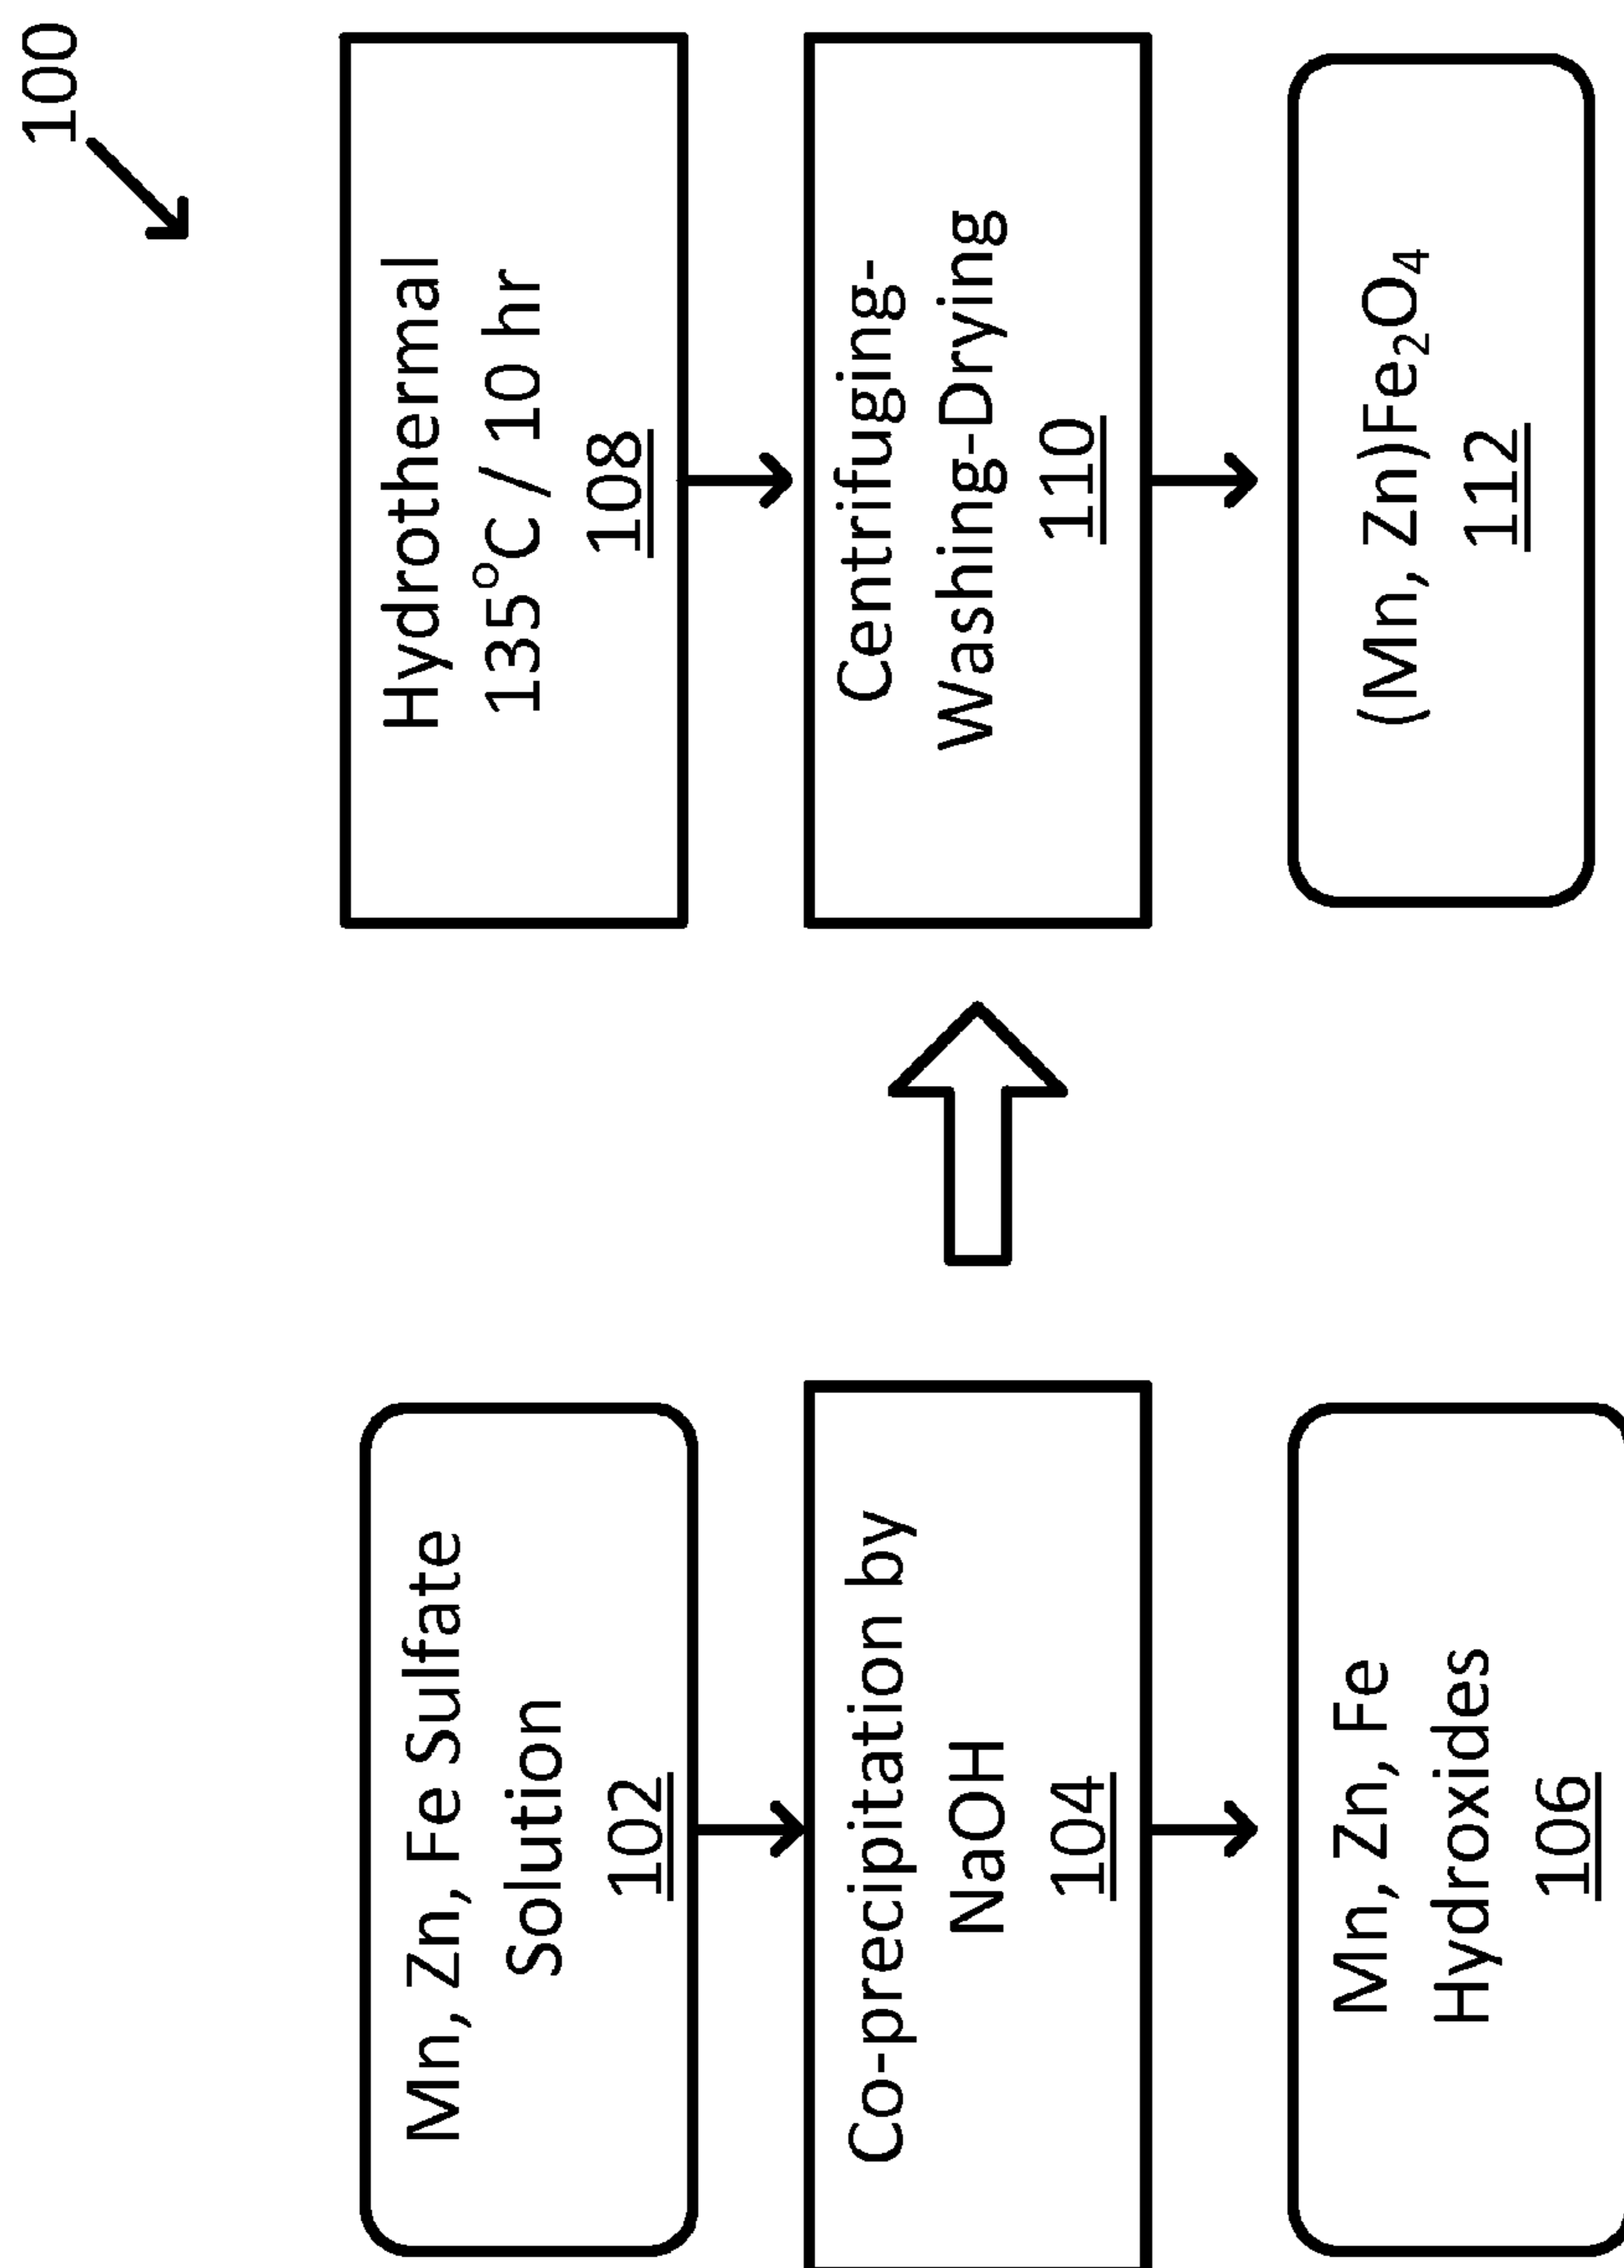 100
Mn, Zn, Fe Sulfate
Solution
102
Co-precipitation by
NaOH
104
Mn, Zn, Fe
Hydroxides
106
Hydrothermal
135°C / 10 hr
108
Centrifuging-
Washing-Drying
110
(Mn, Zn)Fe₂O₄
112